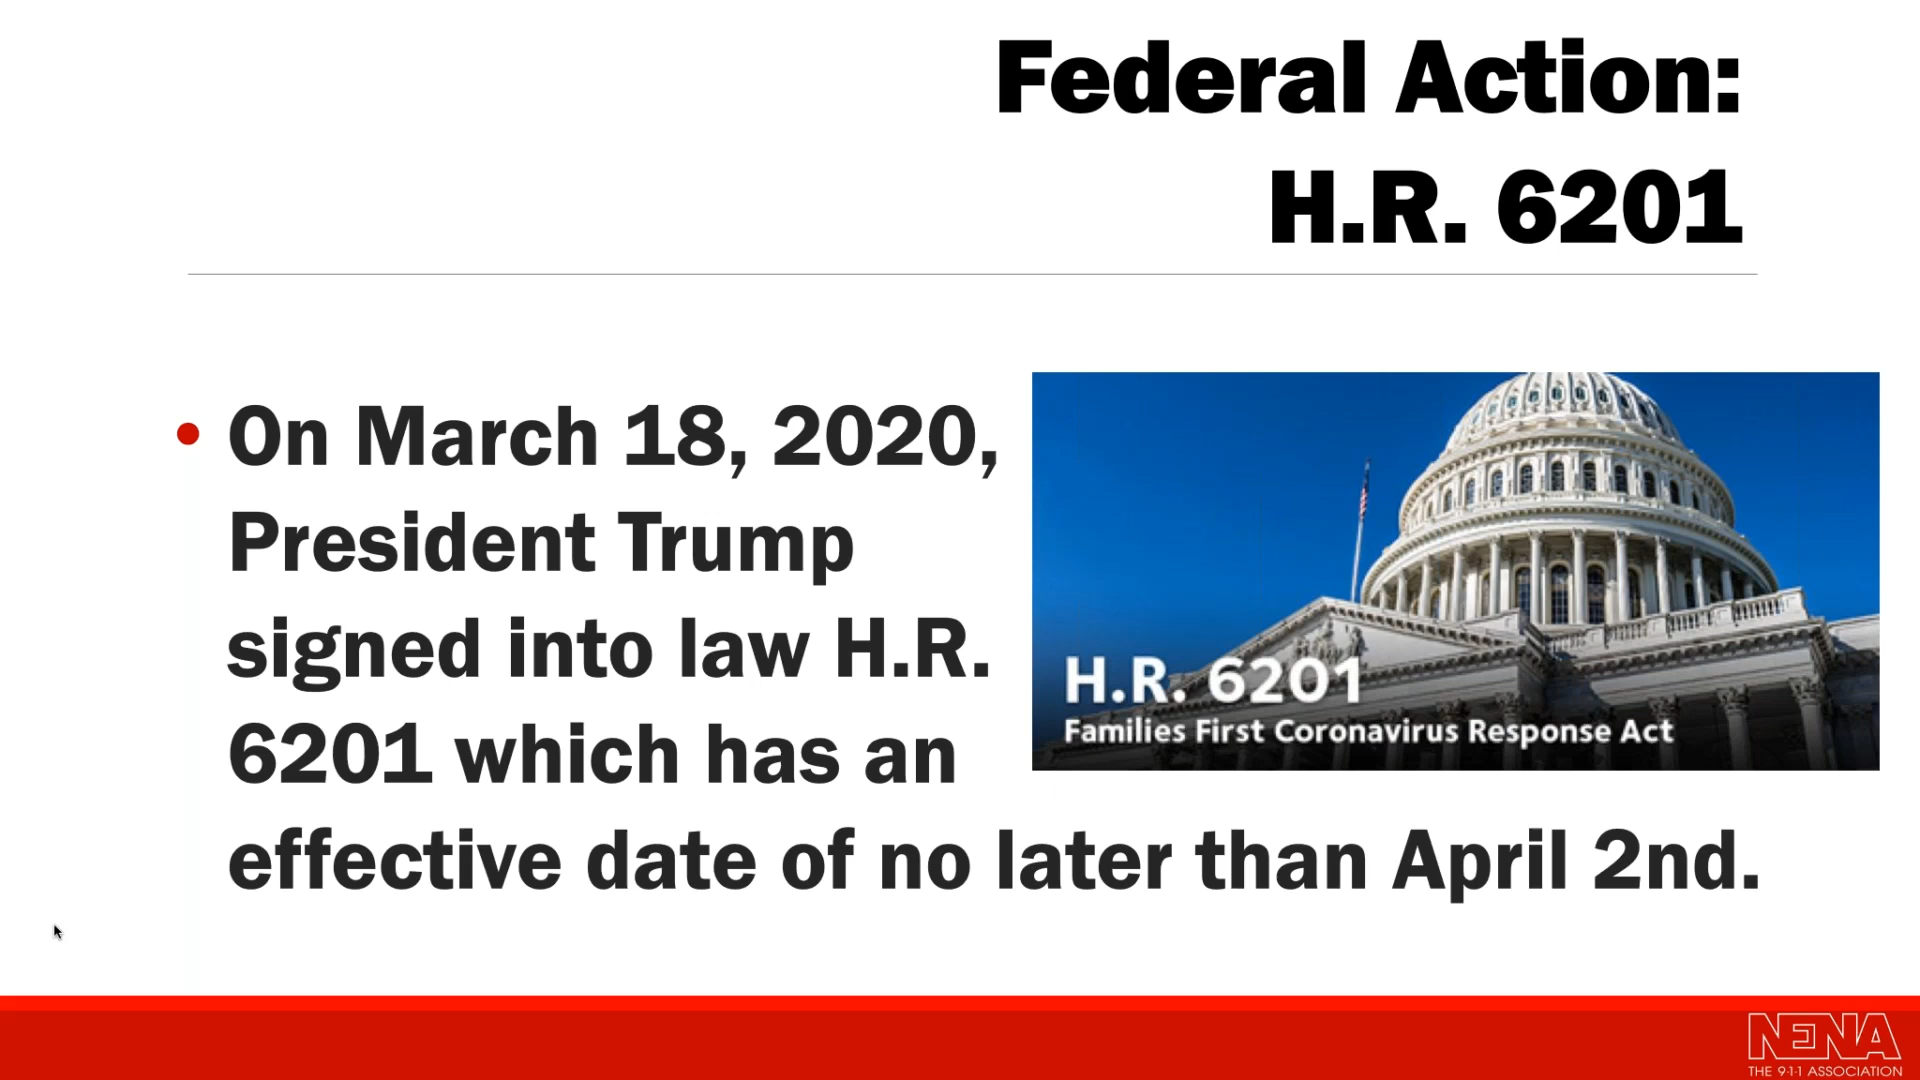 Federal Action:
H.R. 6201
• On March 18, 2020,
President Trump
signed into law H.R.
6201 which has an
effective date of no later than April 2nd.
H.R. 6201
Families First Coronavirus Response Act
NENA
THE 9-1-1 ASSOCIATION